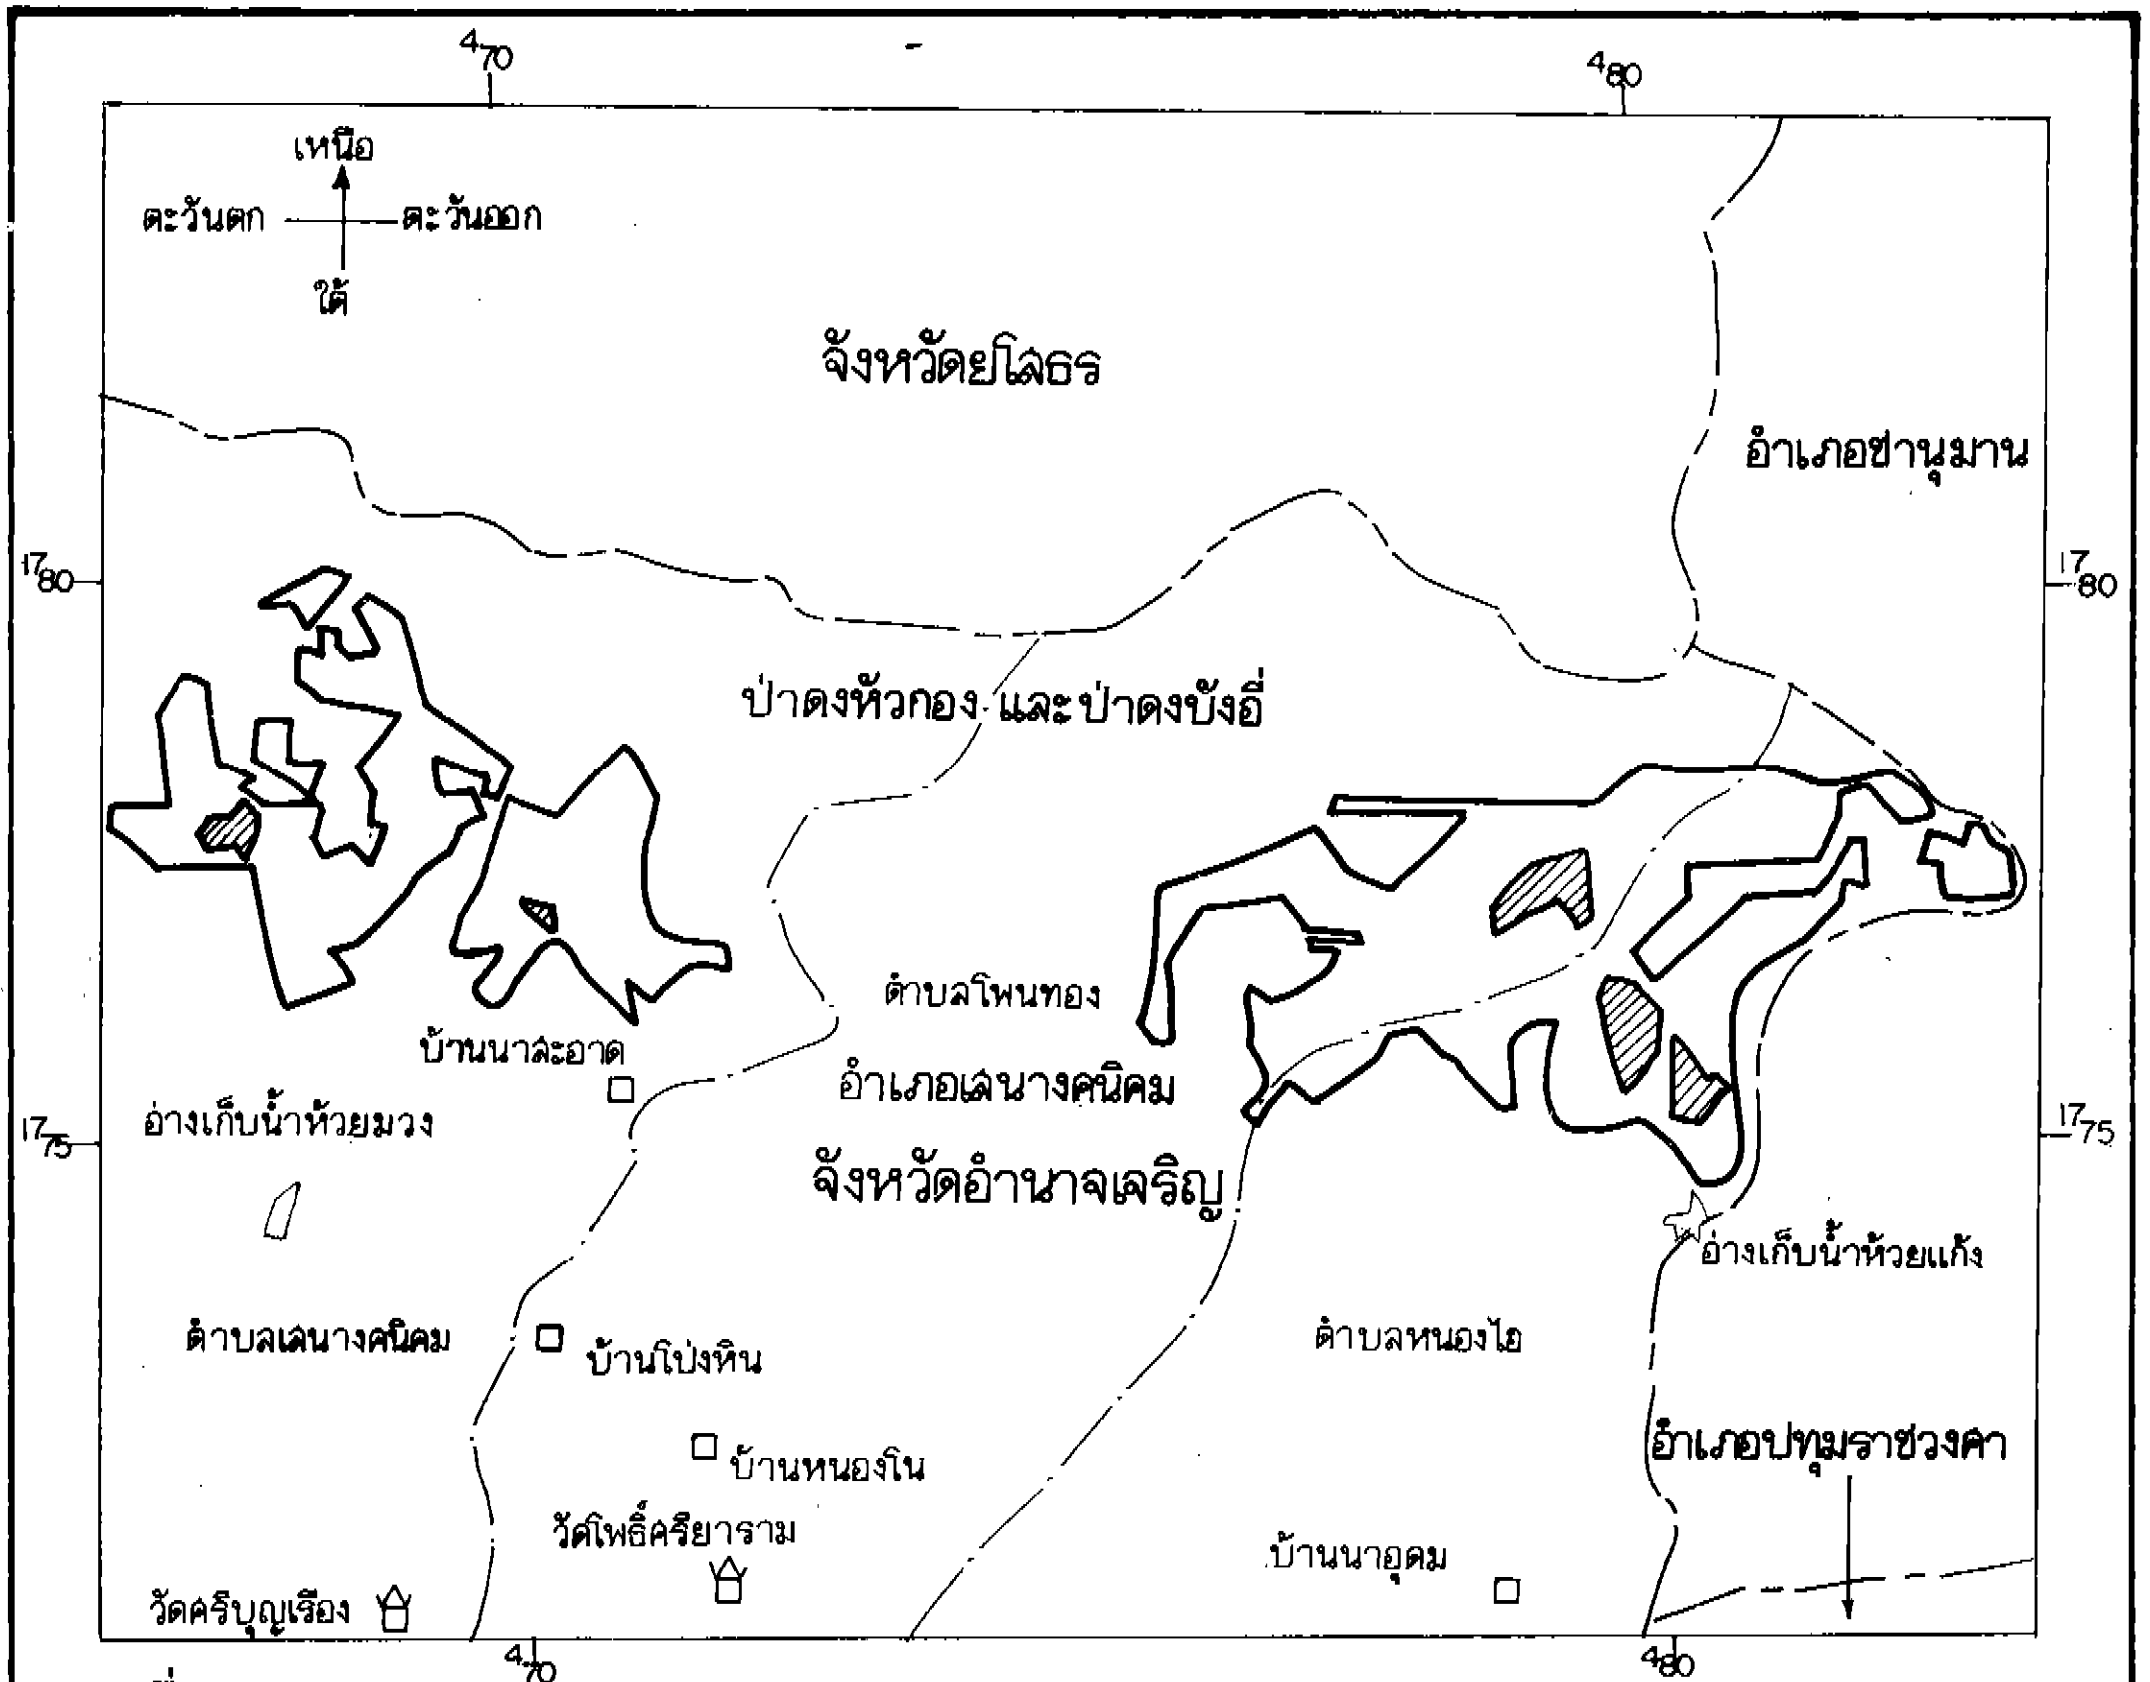 470
480
เหนือ
ตะวันตก
ตะวันออก
ใต้
จังหวัดยโสธร
อำเภอชานุมาน
1780
1780
ป่าดงหัวกอง และป่าดงบังอี่
ตำบลโพนทอง
บ้านนาสะอาด
อำเภอเสนางคนิคม
อ่างเก็บน้ำห้วยมวง
1775
1775
จังหวัดอำนาจเจริญ
อ่างเก็บน้ำห้วยแก้ง
ตำบลเสนางคนิคม
ตำบลหนองไฮ
บ้านโป่งหิน
อำเภอปทุมราชวงศา
บ้านหนองโน
วัดโพธิ์ศรียาราม
บ้านนาอุดม
วัดศรีบุญเรือง
470
480